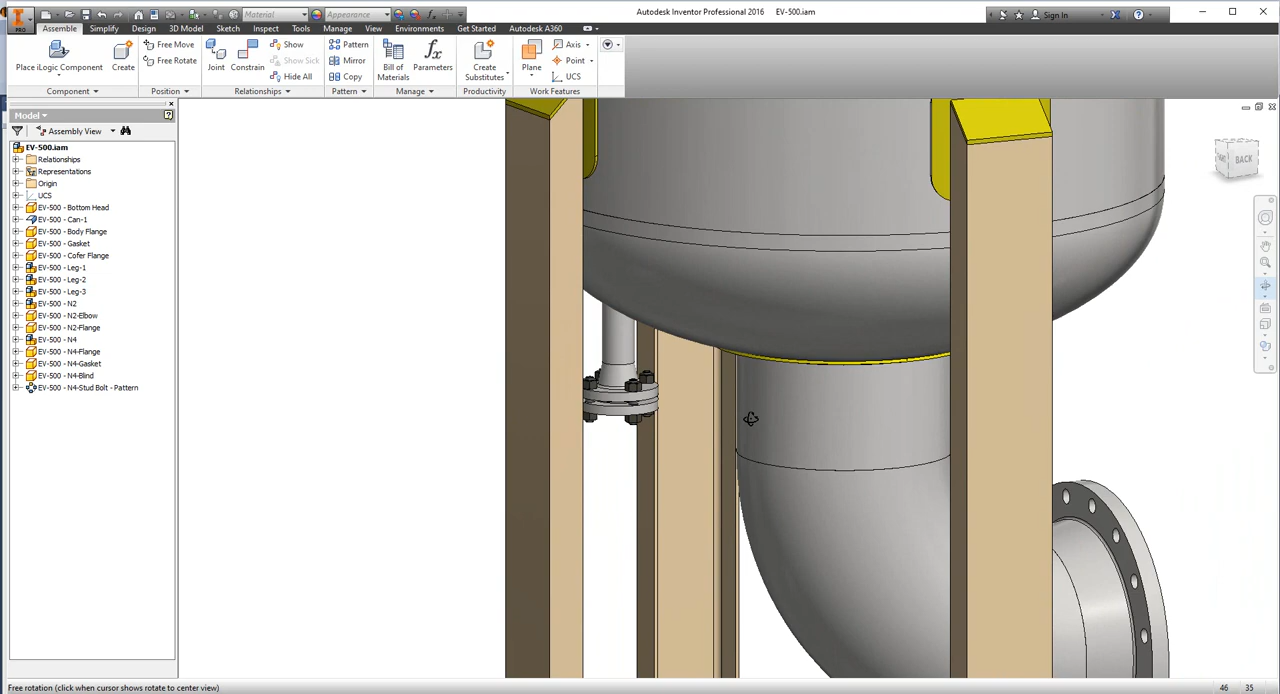 Autodesk Inventor Professional 2016 EV-500.iam
Material
Appearance
Sign In
PRO
Assemble Simplify Design 3D Model Sketch Inspect Tools Manage View Environments Get Started Autodesk A360
Place iLogic Component
Create
Free Move
Free Rotate
Joint
Constrain
Show
Show Sick
Hide All
Pattern
Mirror
Copy
Bill of Materials
Parameters
Create Substitutes
Plane
Axis
Point
UCS
Component Position Relationships Pattern Manage Productivity Work Features
Model
Assembly View
EV-500.iam
Relationships
Representations
Origin
UCS
EV-500 - Bottom Head
EV-500 - Can-1
EV-500 - Body Flange
EV-500 - Gasket
EV-500 - Cofer Flange
EV-500 - Leg-1
EV-500 - Leg-2
EV-500 - Leg-3
EV-500 - N2
EV-500 - N2-Elbow
EV-500 - N2-Flange
EV-500 - N4
EV-500 - N4-Flange
EV-500 - N4-Gasket
EV-500 - N4-Blind
EV-500 - N4-Stud Bolt - Pattern
BACK
Free rotation (click when cursor shows rotate to center view)
46 35